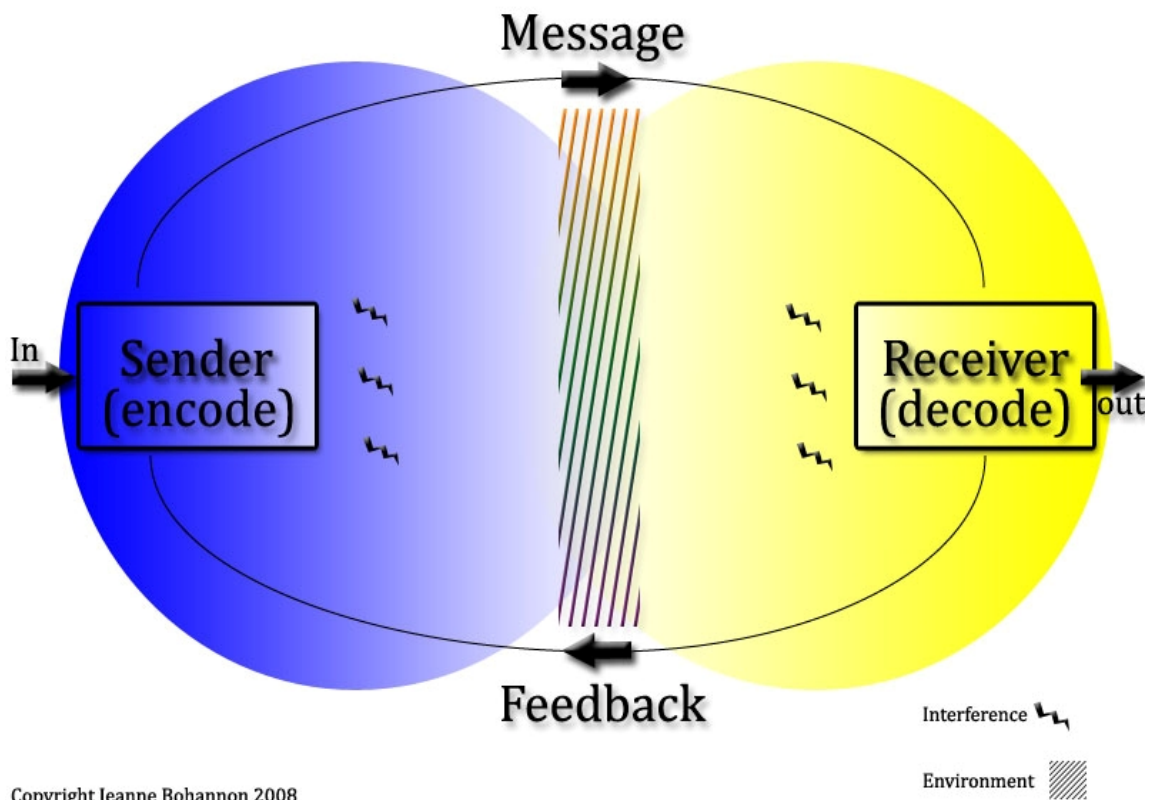 Message
In
Sender
(encode)
Receiver
(decode)
out
Feedback
Interference
Environment
Copyright Jeanne Bohannon 2008